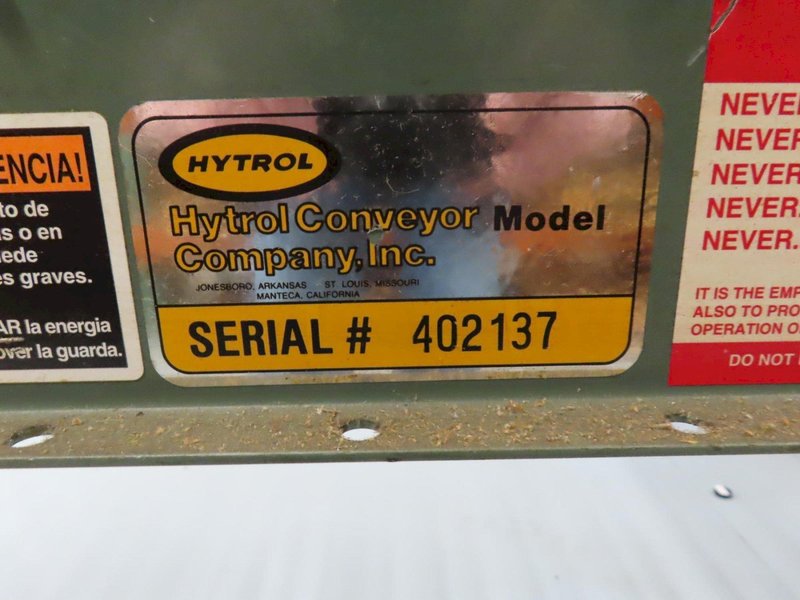 ENCIA!
to de
s o en
ede
es graves.
AR la energia
over la guarda.
HYTROL
Hytrol Conveyor Model
Company, Inc.
JONESBORO, ARKANSAS ST. LOUIS, MISSOURI
MANTECA, CALIFORNIA
SERIAL # 402137
NEVE
NEVER
NEVER
NEVER.
NEVER.
IT IS THE EMP
ALSO TO PRO
OPERATION O
DO NOT